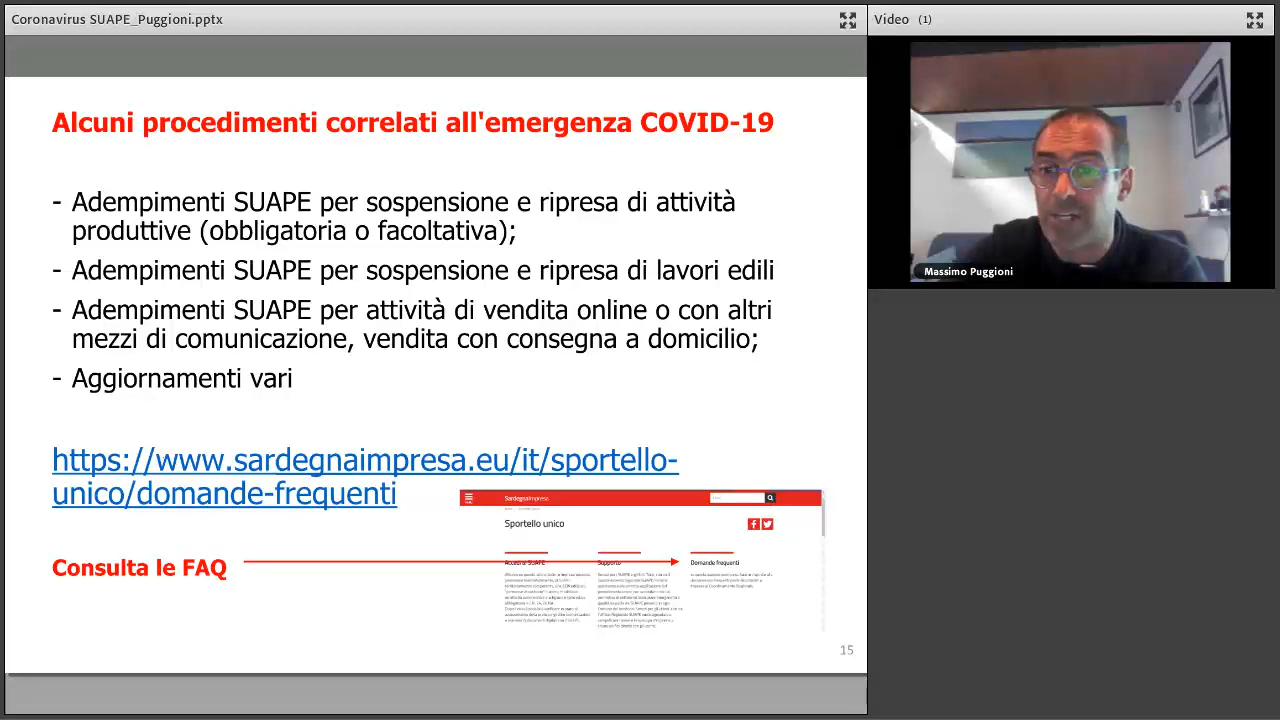 Coronavirus SUAPE_Puggioni.pptx
Video (1)
Alcuni procedimenti correlati all'emergenza COVID-19
- Adempimenti SUAPE per sospensione e ripresa di attività
produttive (obbligatoria o facoltativa);
- Adempimenti SUAPE per sospensione e ripresa di lavori edili
- Adempimenti SUAPE per attività di vendita online o con altri
mezzi di comunicazione, vendita con consegna a domicilio;
- Aggiornamenti vari
https://www.sardegnaimpresa.eu/it/sportello-
unico/domande-frequenti
SardegnaImpresa
Sportello unico
Consulta le FAQ
Accedi al SUAPE
Supporto
Domande frequenti
15
Massimo Puggioni